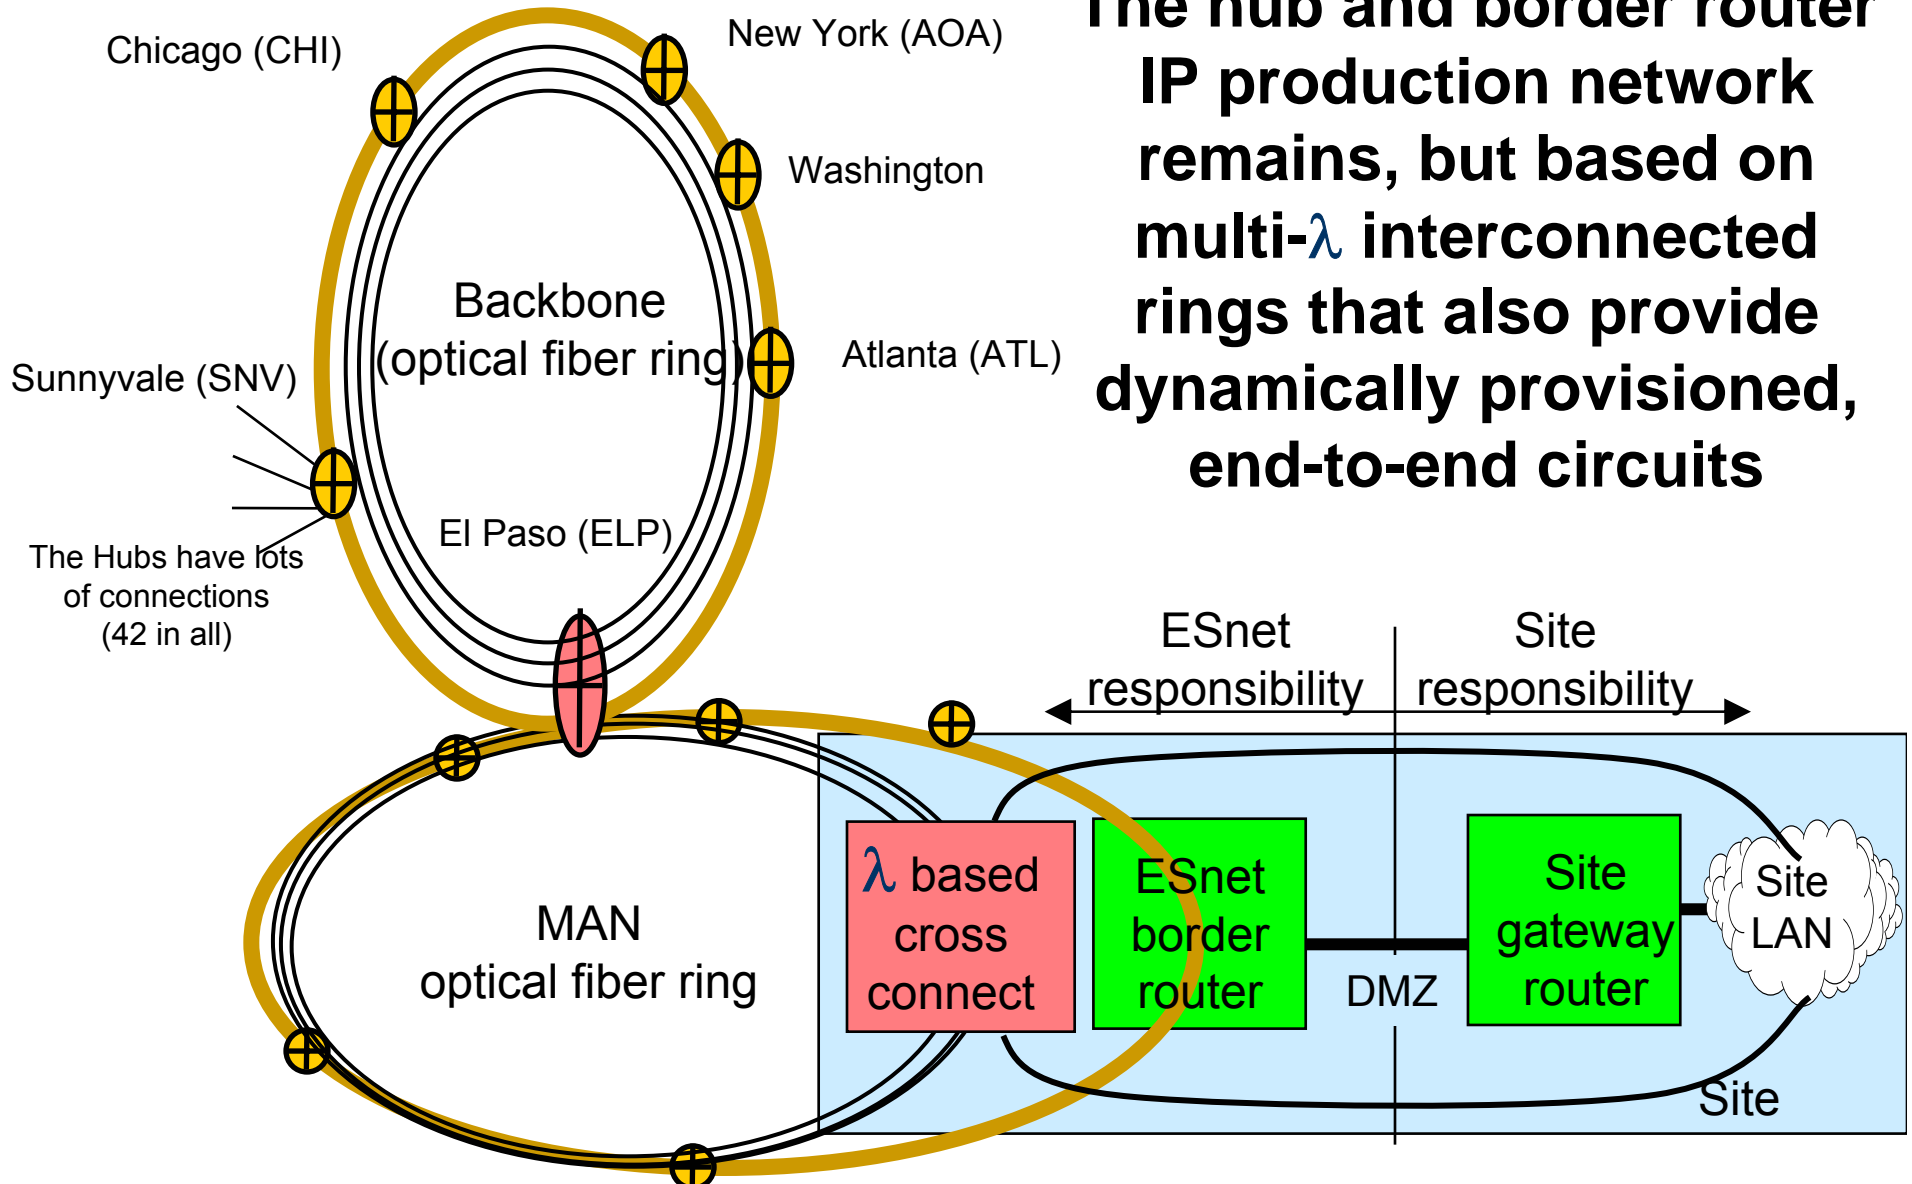 The hub and border router
IP production network
remains, but based on
multi-λ interconnected
rings that also provide
dynamically provisioned,
end-to-end circuits
Chicago (CHI)
New York (AOA)
Washington
Backbone
(optical fiber ring)
Atlanta (ATL)
Sunnyvale (SNV)
El Paso (ELP)
The Hubs have lots
of connections
(42 in all)
ESnet
responsibility
Site
responsibility
MAN
optical fiber ring
λ based
cross
connect
ESnet
border
router
DMZ
Site
gateway
router
Site
LAN
Site